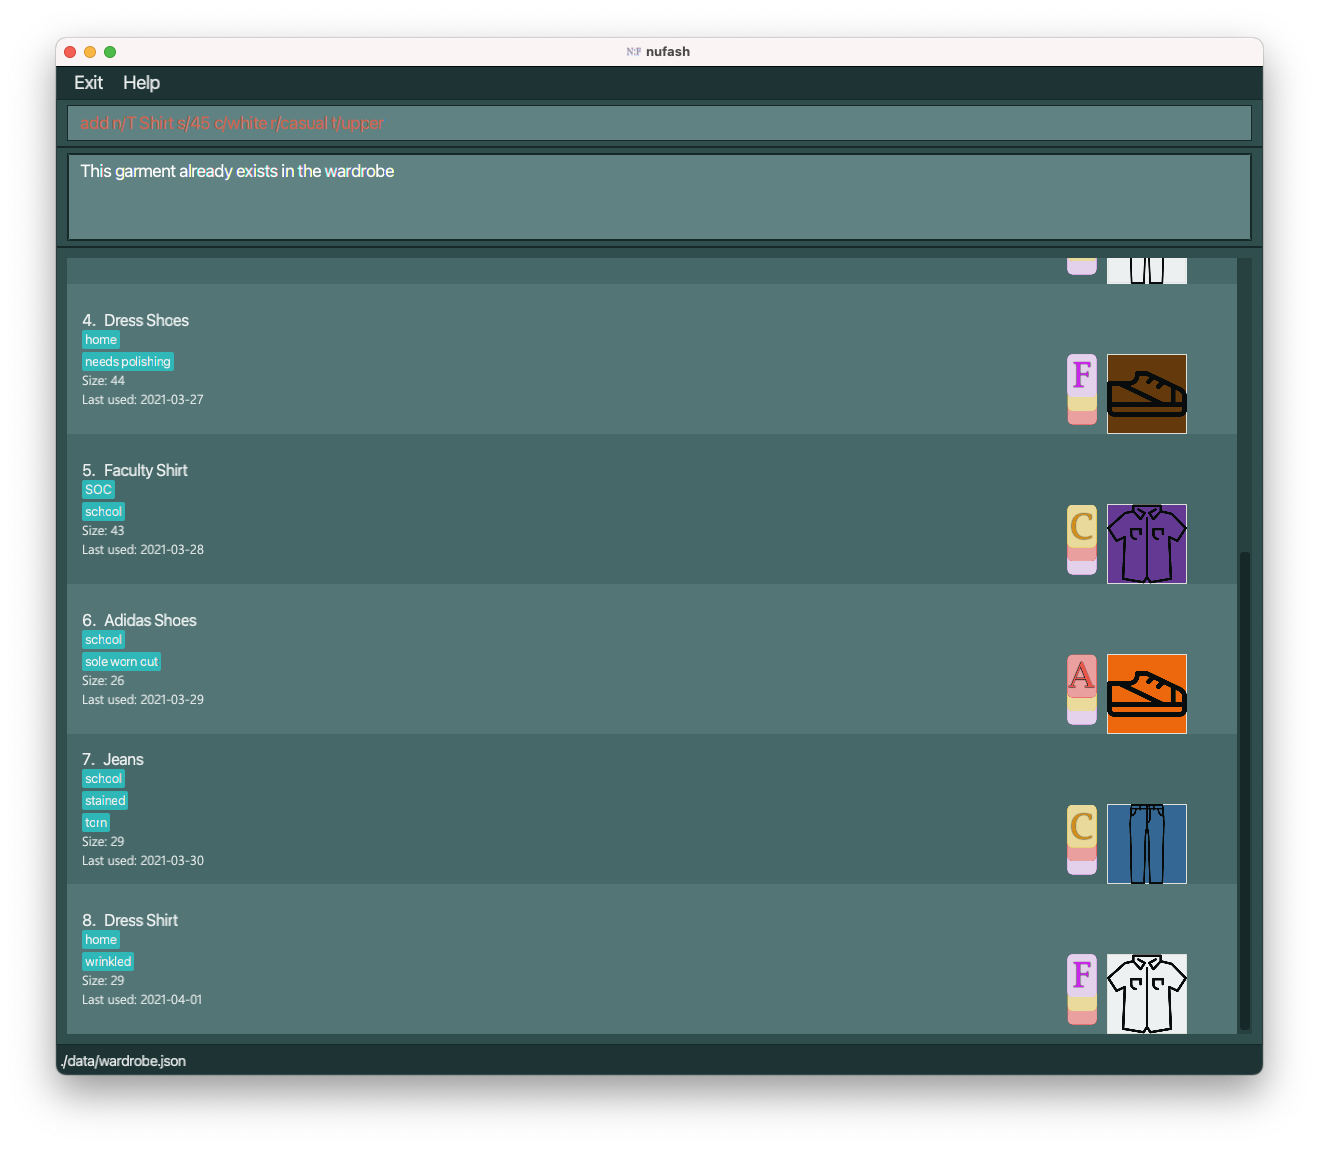 N:F nufash
Exit Help
add n/T Shirt s/45 c/white r/casual t/upper
This garment already exists in the wardrobe
4. Dress Shoes
home
needs polishing
Size: 44
Last used: 2021-03-27
F
5. Faculty Shirt
SOC
school
Size: 43
Last used: 2021-03-28
C
6. Adidas Shoes
school
sole worn out
Size: 26
Last used: 2021-03-29
A
7. Jeans
school
stained
torn
Size: 29
Last used: 2021-03-30
C
8. Dress Shirt
home
wrinkled
Size: 29
Last used: 2021-04-01
F
./data/wardrobe.json